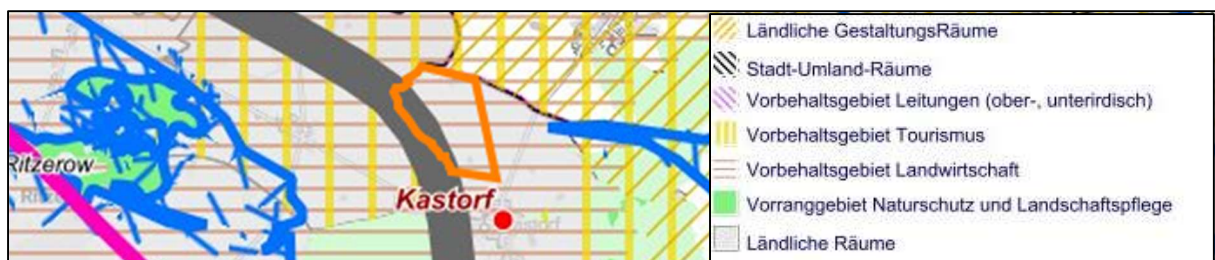 Ritzerow
Kastorf
Kastorf
Ländliche GestaltungsRäume
Stadt-Umland-Räume
Vorbehaltsgebiet Leitungen (ober-, unterirdisch)
Vorbehaltsgebiet Tourismus
Vorbehaltsgebiet Landwirtschaft
Vorranggebiet Naturschutz und Landschaftspflege
Ländliche Räume